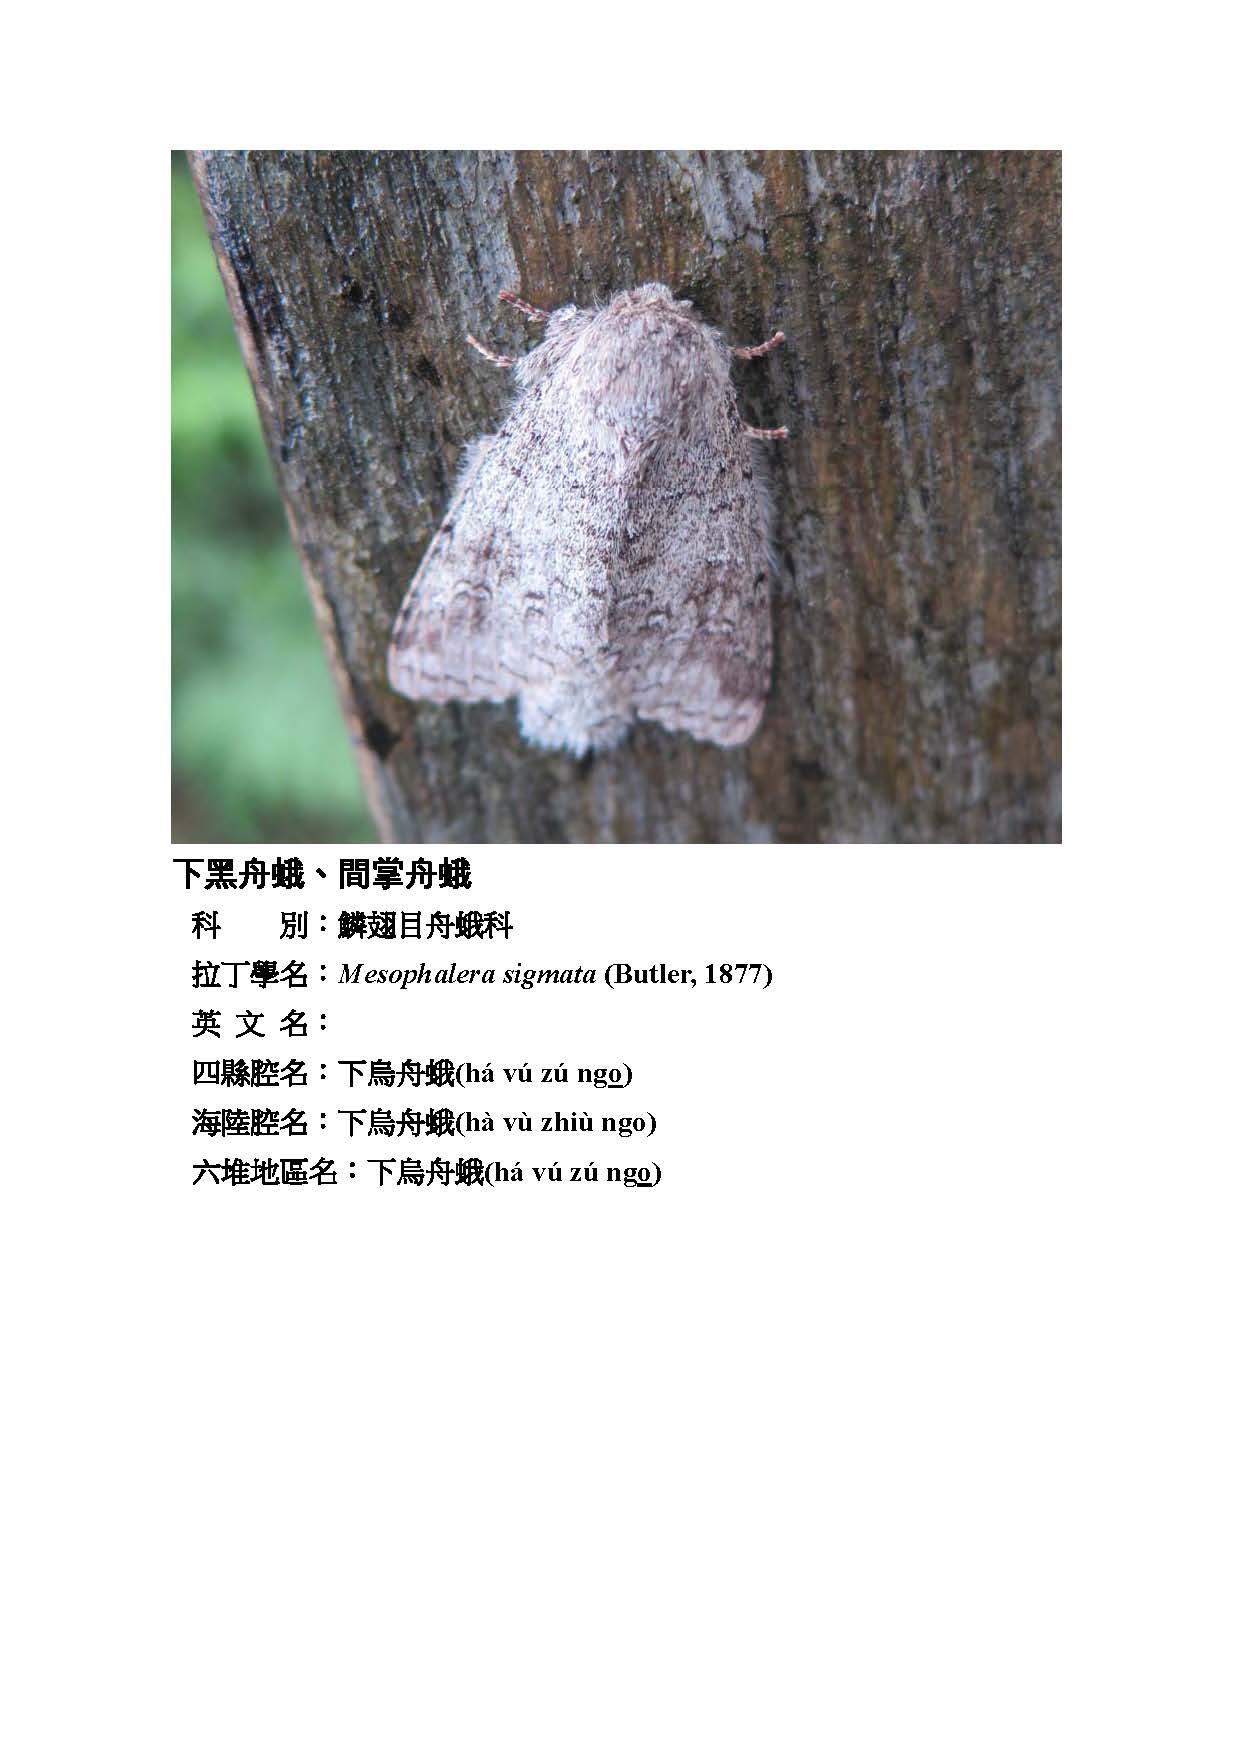 下黑舟蛾、間掌舟蛾
科　　別：鱗翅目舟蛾科
拉丁學名：Mesophalera sigmata (Butler, 1877)
英 文 名：
四縣腔名：下烏舟蛾(há vú zú ngo)
海陸腔名：下烏舟蛾(hà vù zhiù ngo)
六堆地區名：下烏舟蛾(há vú zú ngo)